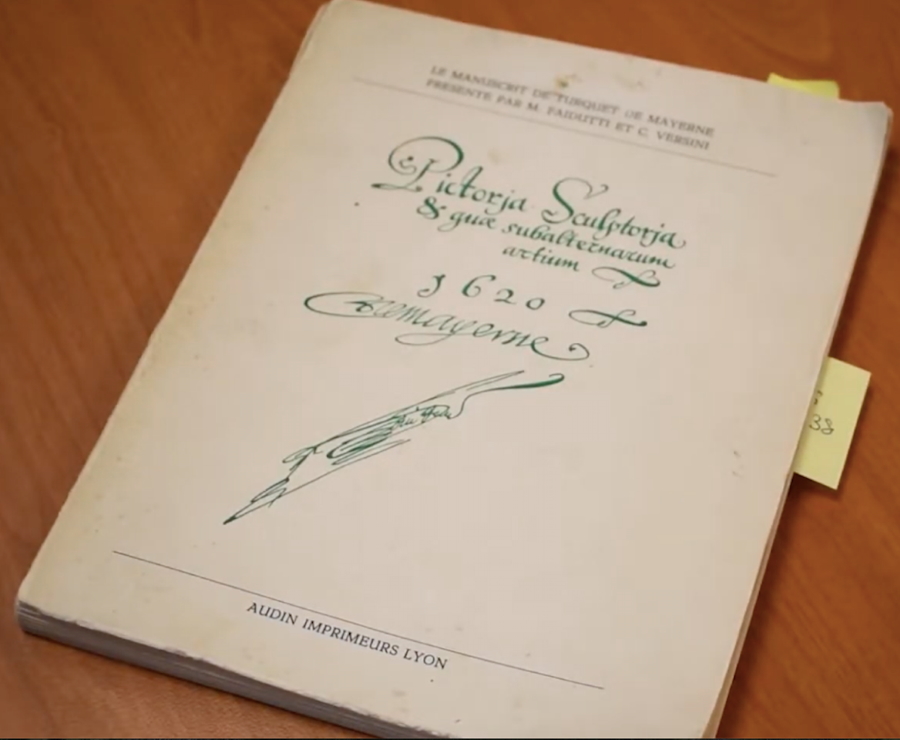 LE MANUSCRIT DE TURQUET DE MAYERNE
PRESENTE PAR M. FAIDUTTI ET C. VERSINI
Pictorja Sculptorja
& quæ subalternarum
artium
1620
AUDIN IMPRIMEURS LYON
38